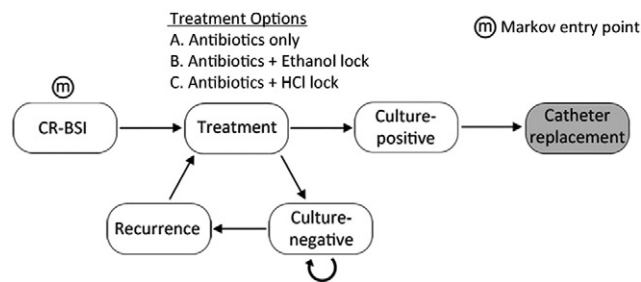 Treatment Options
A. Antibiotics only
B. Antibiotics + Ethanol lock
C. Antibiotics + HCl lock
m Markov entry point
m
CR-BSI
Treatment
Culture-
positive
Catheter
replacement
Recurrence
Culture-
negative